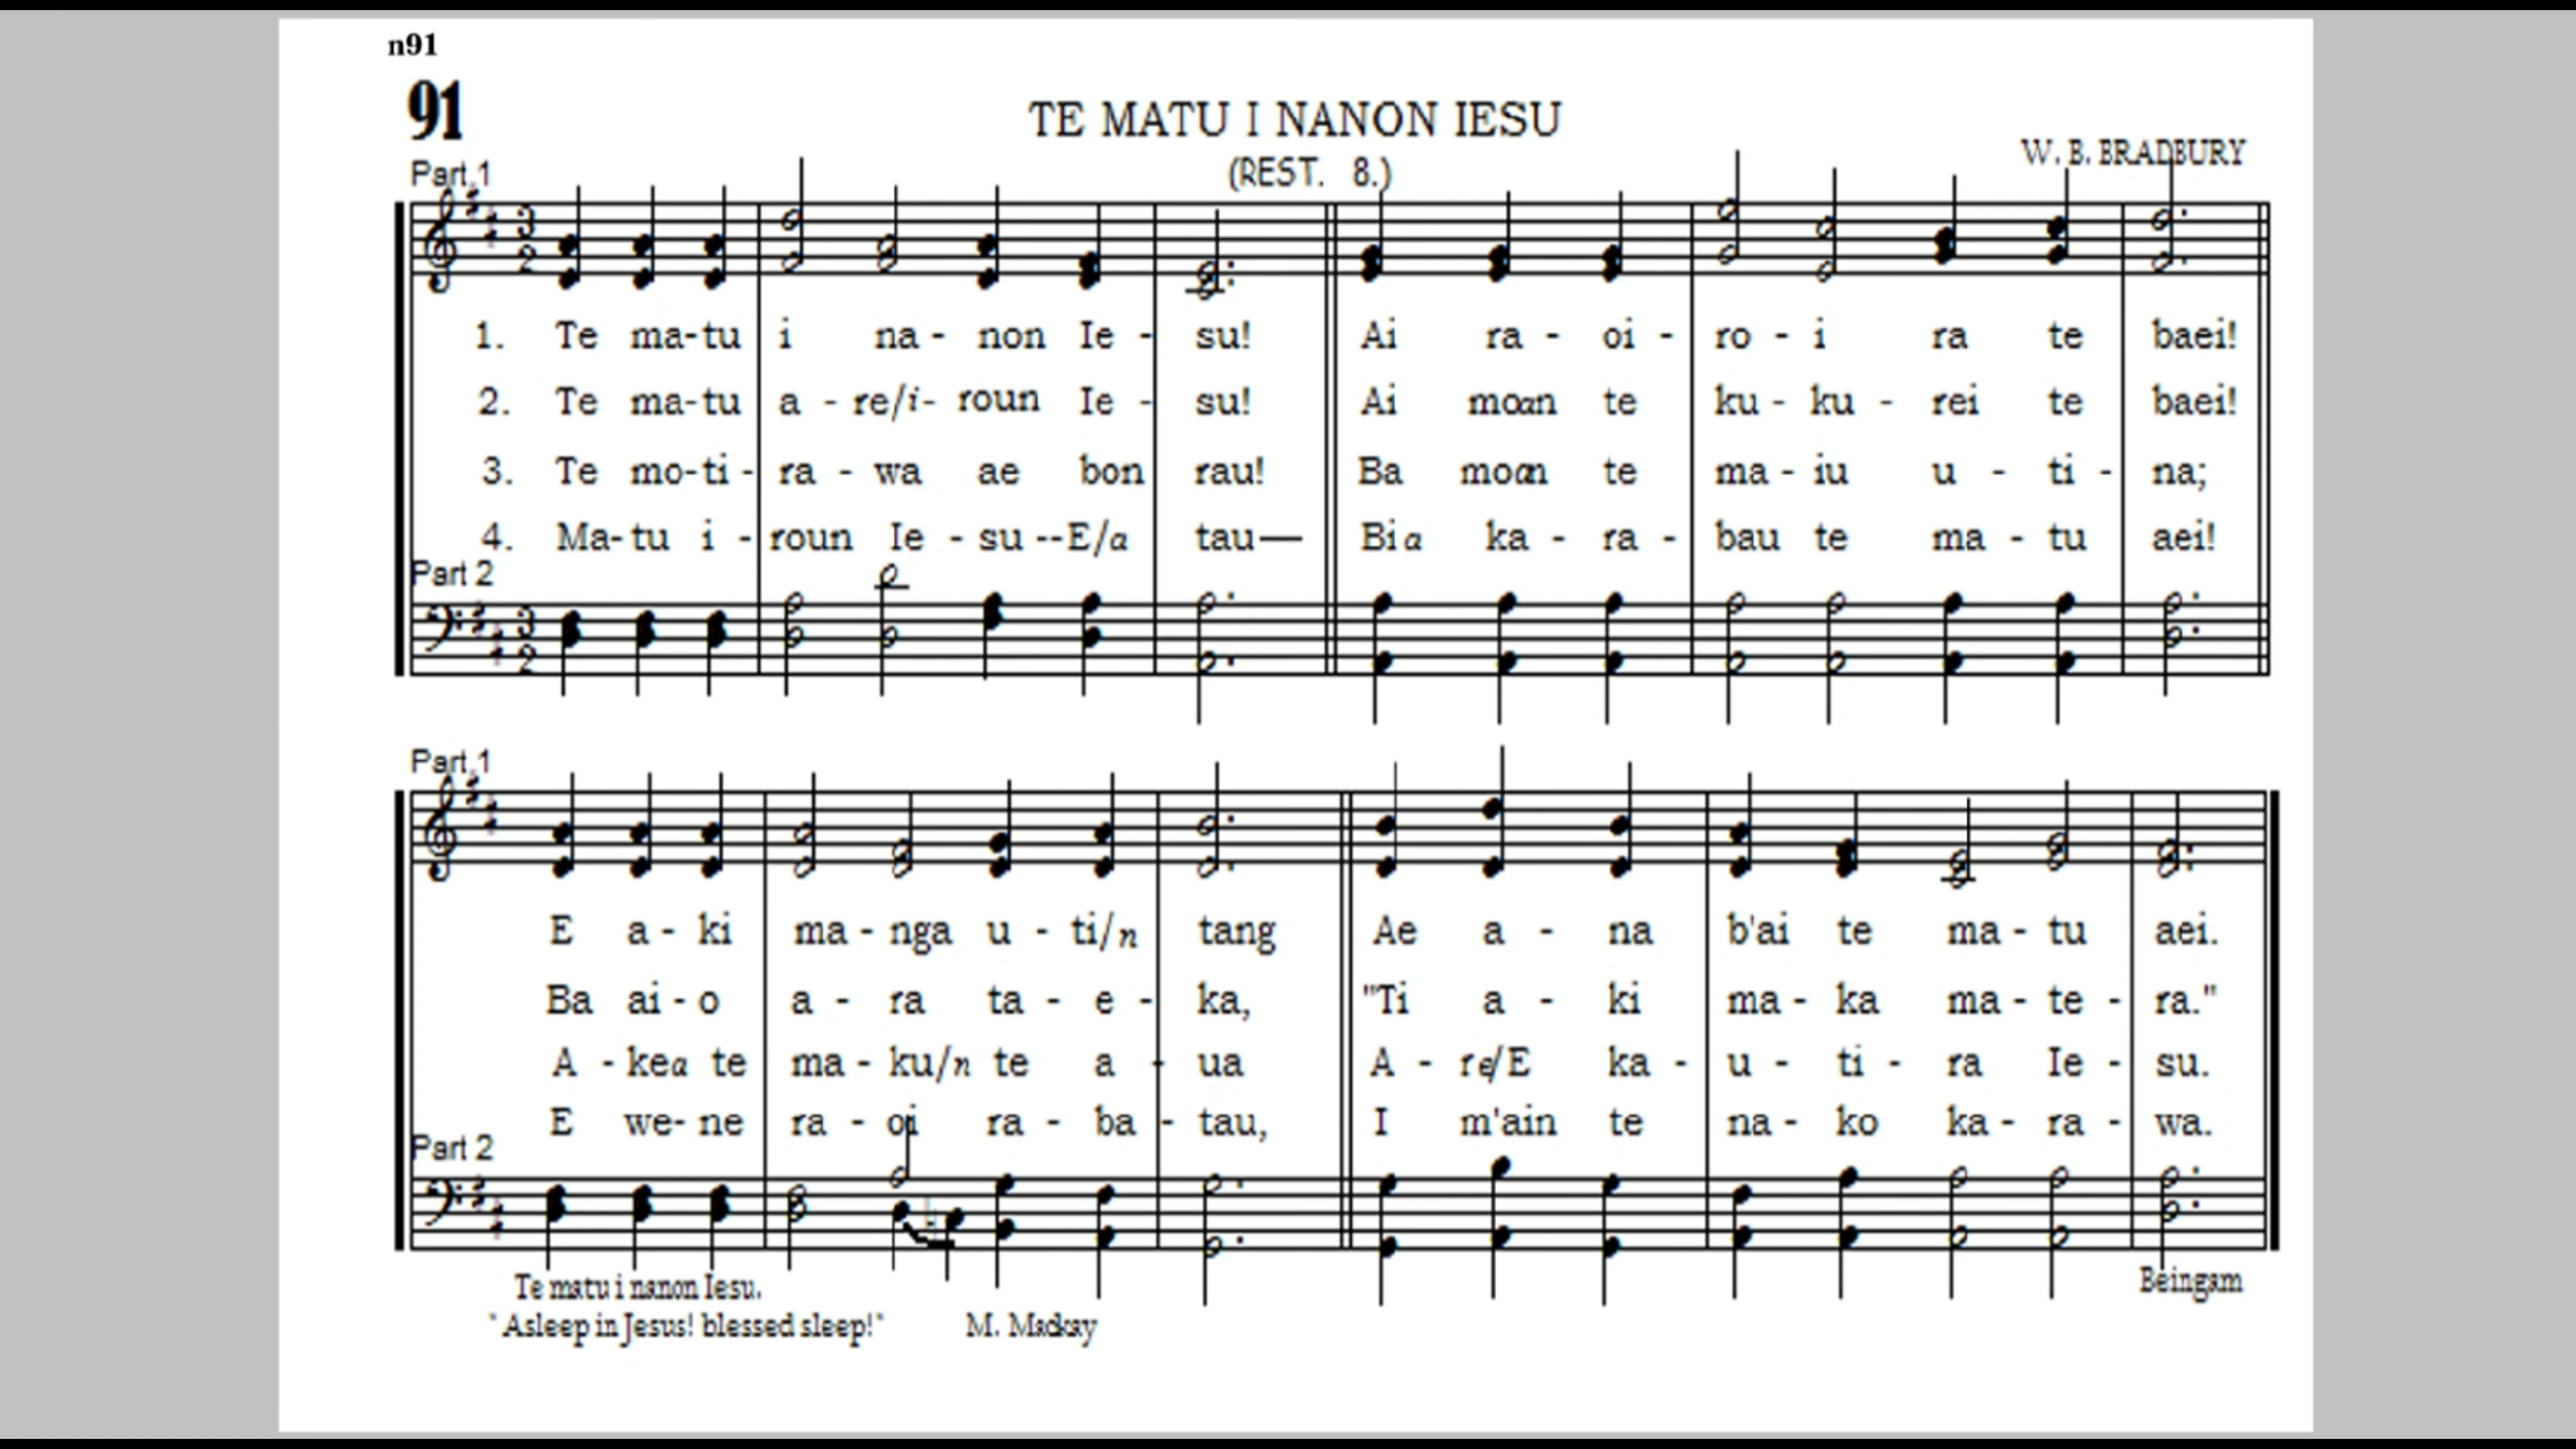 n91
91
TE MATU I NANON IESU
(REST. 8.)
W. B. BRADBURY
Part 1
3
2
1. Te ma-tu i na - non Ie - su! Ai ra - oi - ro - i ra te baei!
2. Te ma-tu a - re/i- roun Ie - su! Ai moan te ku - ku - rei te baei!
3. Te mo-ti - ra - wa ae bon rau! Ba moan te ma - iu u - ti - na;
4. Ma-tu i - roun Ie - su --E/a tau— Bia ka - ra - bau te ma - tu aei!
Part 2
3
2
Part 1
E a - ki ma - nga u - ti/n tang Ae a - na b'ai te ma - tu aei.
Ba ai - o a - ra ta - e - ka, "Ti a - ki ma - ka ma - te - ra."
A - kea te ma - ku/n te a - ua A - re/E ka - u - ti - ra Ie - su.
E we- ne ra - oi ra - ba - tau, I m'ain te na - ko ka - ra - wa.
Part 2
Te matu i nanon Iesu.
Beingam
" Asleep in Jesus! blessed sleep!" M. Mackay